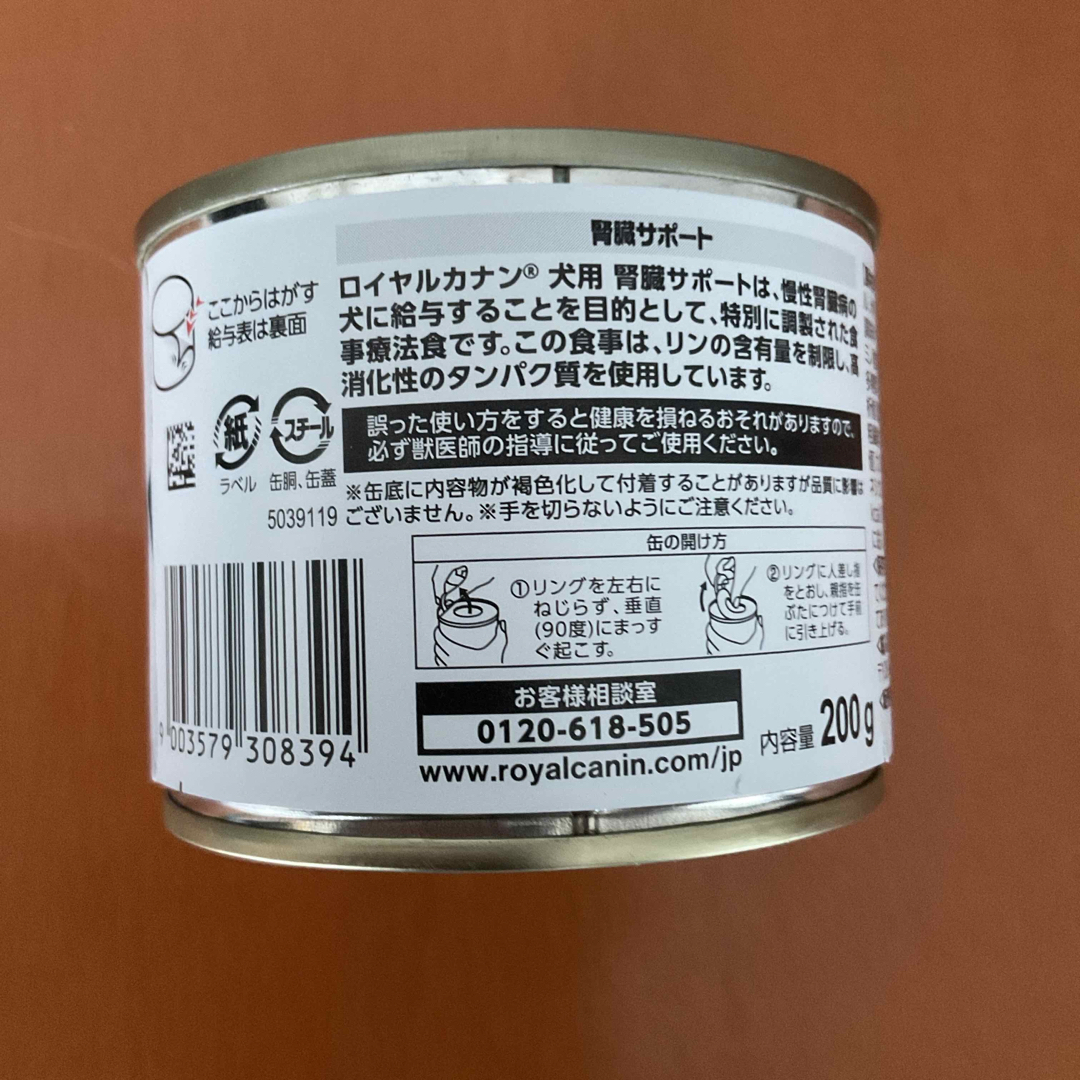 腎臓サポート
ロイヤルカナン® 犬用 腎臓サポートは、慢性腎臓病の
犬に給与することを目的として、特別に調製された食
事療法食です。この食事は、リンの含有量を制限し、高
消化性のタンパク質を使用しています。
誤った使い方をすると健康を損ねるおそれがありますので、
必ず獣医師の指導に従ってご使用ください。
※缶底に内容物が褐色化して付着することがありますが品質に影響は
ございません。※手を切らないようにご注意ください。
ここからはがす
給与表は裏面
紙
スチール
ラベル
缶胴、缶蓋
5039119
缶の開け方
①リングを左右に
ねじらず、垂直
(90度)にまっす
ぐ起こす。
②リングに人差し指
をとおし、親指を缶
ぶたにつけて手前
に引き上げる。
お客様相談室
0120-618-505
www.royalcanin.com/jp
内容量 200g
9 003579 308394